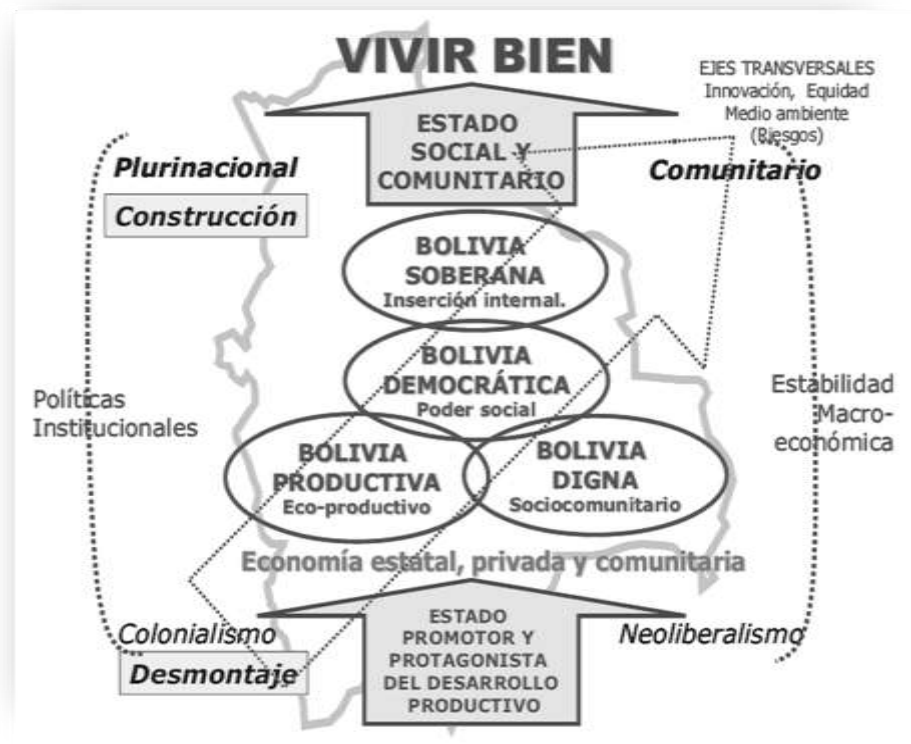 VIVIR BIEN
EJES TRANSVERSALES
Innovación, Equidad
Medio ambiente
(Riesgos)
ESTADO
SOCIAL Y
COMUNITARIO
Plurinacional
Construcción
Comunitario
BOLIVIA
SOBERANA
Inserción internal.
BOLIVIA
DEMOCRÁTICA
Poder social
Políticas
Institucionales
Estabilidad
Macro-
económica
BOLIVIA
PRODUCTIVA
Eco-productivo
BOLIVIA
DIGNA
Sociocomunitario
Economía estatal, privada y comunitaria
Colonialismo
Desmontaje
ESTADO
PROMOTOR Y
PROTAGONISTA
DEL DESARROLLO
PRODUCTIVO
Neoliberalismo